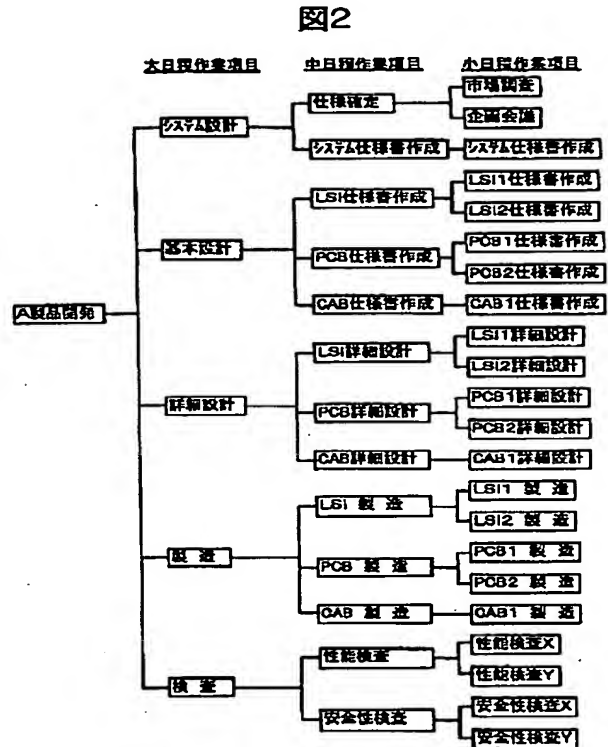 図2
大日程作業項目 中日程作業項目 小日程作業項目
市場調査
仕様確定
企画会議
システム設計
システム仕様書作成 システム仕様書作成
LSI1仕様書作成
LSI仕様書作成
LSI2仕様書作成
基本設計
PCB1仕様書作成
PCB仕様書作成
PCB2仕様書作成
CAB仕様書作成 CAB1仕様書作成
A製品開発
LSI1詳細設計
LSI詳細設計
LSI2詳細設計
詳細設計
PCB1詳細設計
PCB詳細設計
PCB2詳細設計
CAB詳細設計 CAB1詳細設計
LSI1 製造
LSI 製造
LSI2 製造
製造
PCB1 製造
PCB 製造
PCB2 製造
CAB 製造 CAB1 製造
性能検査X
性能検査
性能検査Y
検査
安全性検査X
安全性検査
安全性検査Y